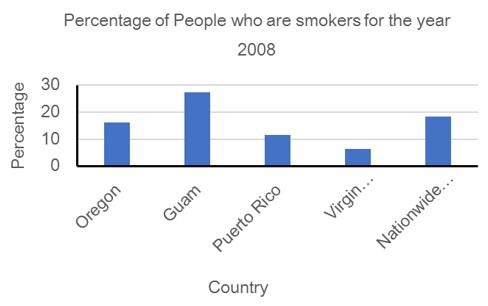 Percentage of People who are smokers for the year
2008
Percentage
30
20
10
0
Oregon
Guam
Puerto Rico
Virgin…
Nationwide…
Country